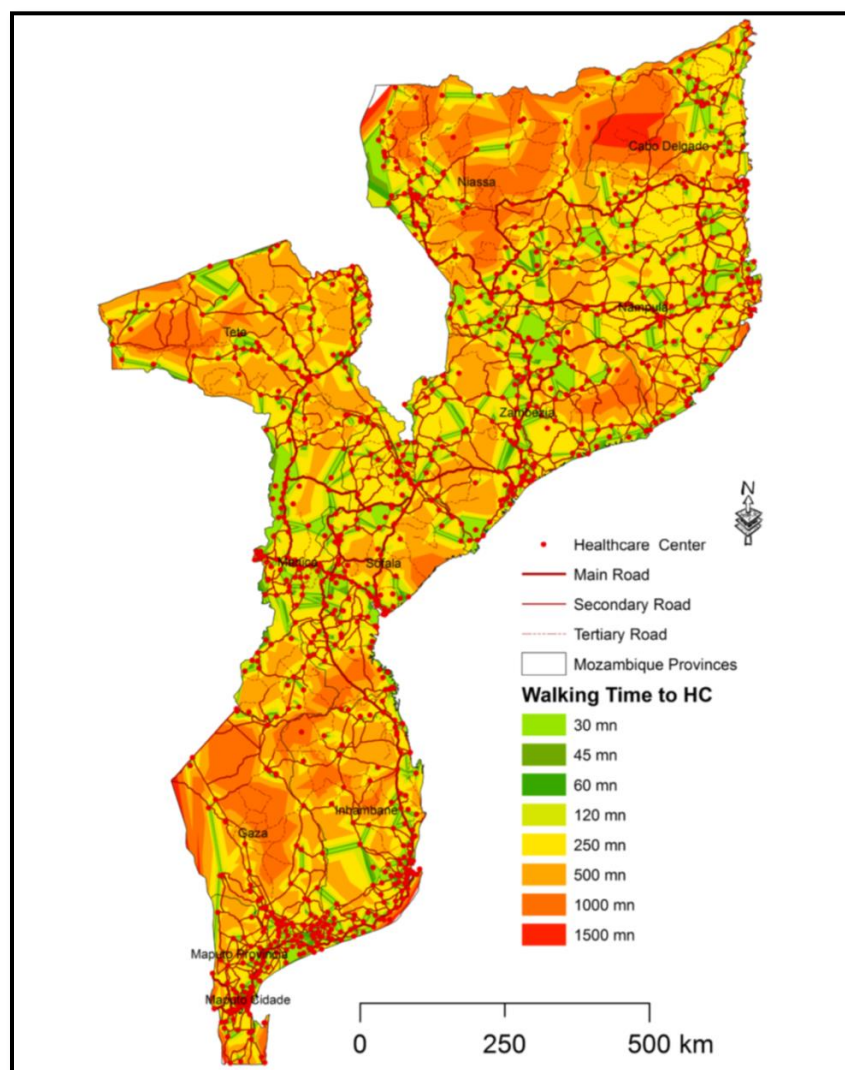 Cabo Delgado
Niassa
Nampula
Tete
Zambezia
N
Healthcare Center
Main Road
Manica
Sofala
Secondary Road
Tertiary Road
Mozambique Provinces
Walking Time to HC
30 mn
45 mn
60 mn
120 mn
Inhambane
Gaza
250 mn
500 mn
1000 mn
1500 mn
Maputo Provincia
Maputo Cidade
0 250 500 km